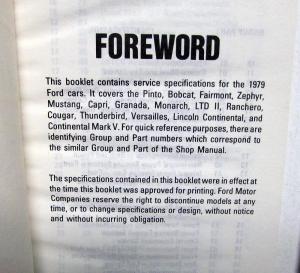 FOREWORD
This booklet contains service specifications for the 1979
Ford cars. It covers the Pinto, Bobcat, Fairmont, Zephyr,
Mustang, Capri, Granada, Monarch, LTD II, Ranchero,
Cougar, Thunderbird, Versailles, Lincoln Continental, and
Continental Mark V. For quick reference purposes, there are
identifying Group and Part numbers which correspond to
the similar Group and Part of the Shop Manual.
The specifications contained in this booklet were in effect at
the time this booklet was approved for printing. Ford Motor
Companies reserve the right to discontinue models at any
time, or to change specifications or design, without notice
and without incurring obligation.